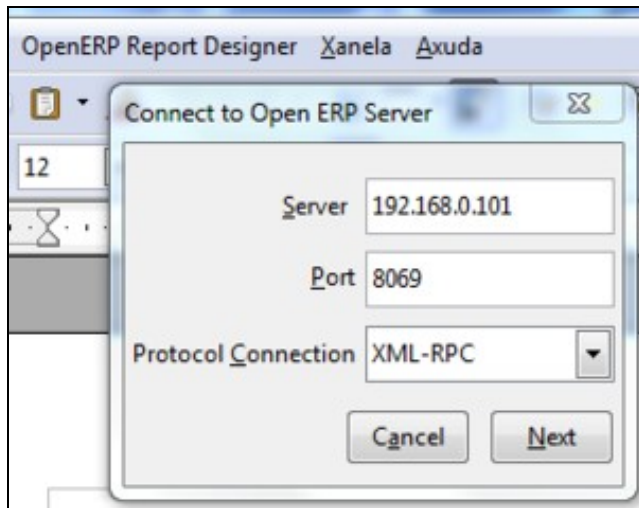 OpenERP Report Designer Xanela Axuda
Connect to Open ERP Server
12
Server 192.168.0.101
Port 8069
Protocol Connection XML-RPC
Cancel Next